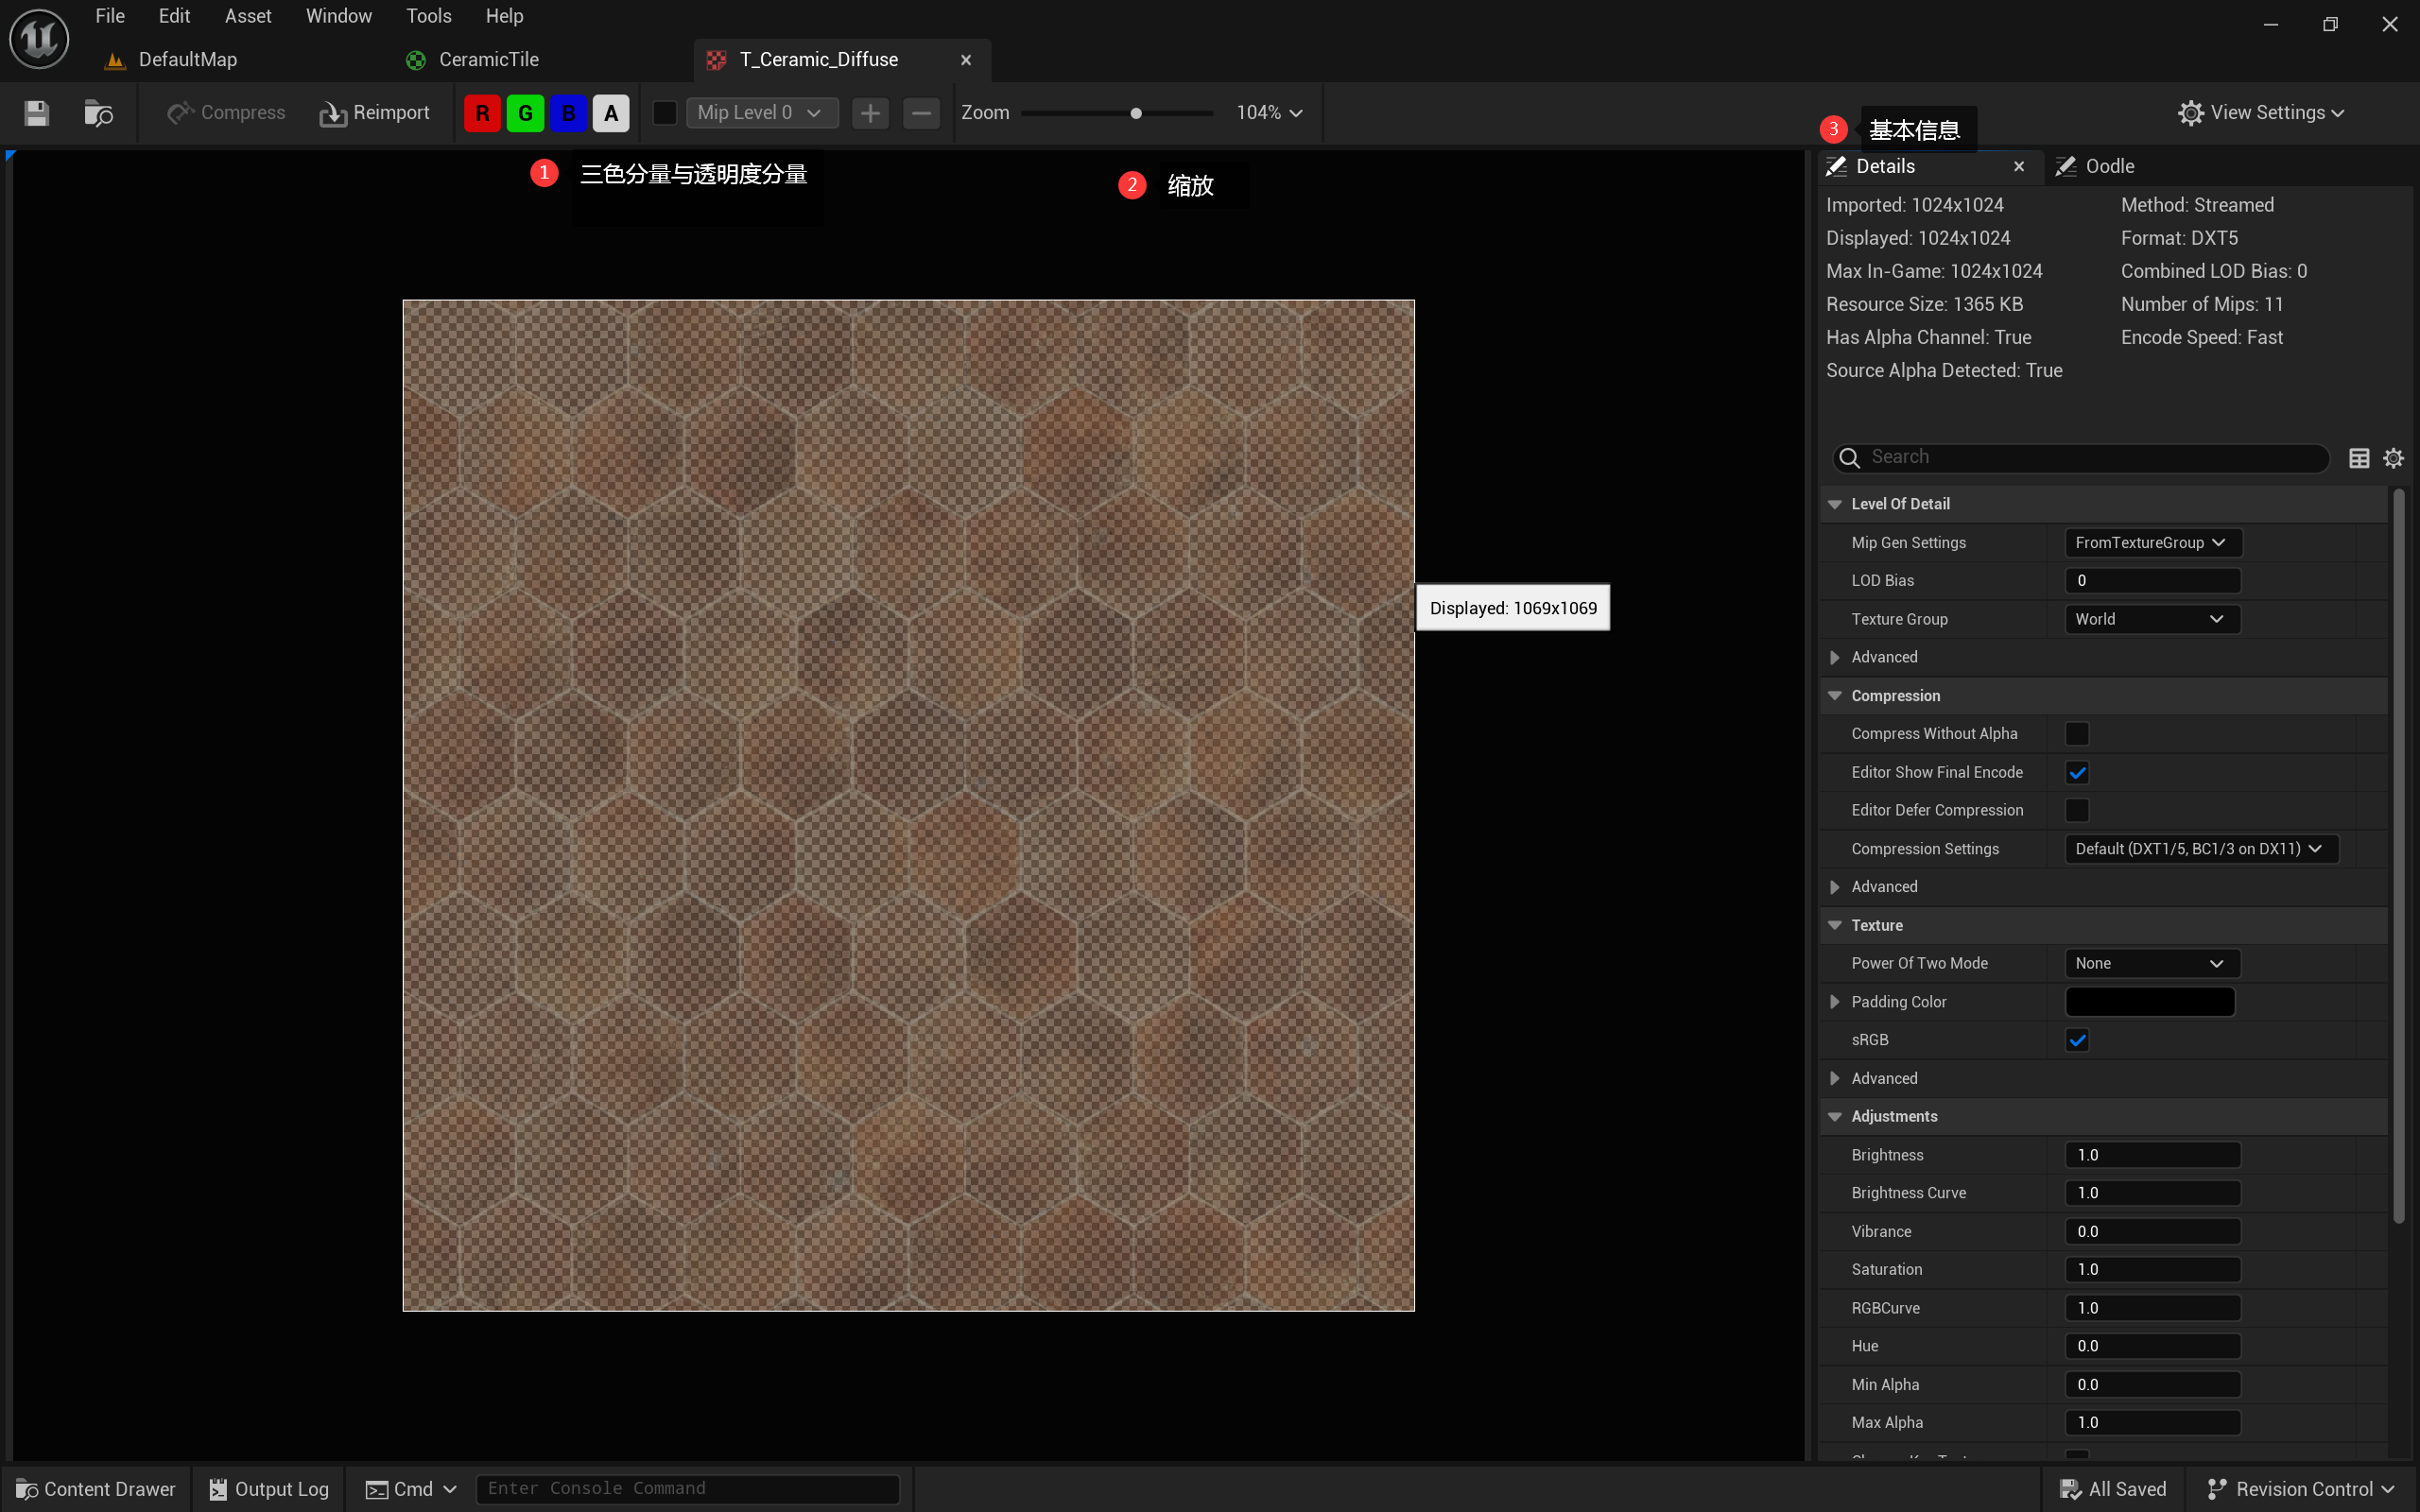 File Edit Asset Window Tools Help
DefaultMap CeramicTile T_Ceramic_Diffuse
Compress Reimport R G B A Mip Level 0 Zoom 104% View Settings
3 基本信息
1 三色分量与透明度分量
2 缩放
Details Oodle
Imported: 1024x1024 Method: Streamed
Displayed: 1024x1024 Format: DXT5
Max In-Game: 1024x1024 Combined LOD Bias: 0
Resource Size: 1365 KB Number of Mips: 11
Has Alpha Channel: True Encode Speed: Fast
Source Alpha Detected: True
Search
Level Of Detail
Mip Gen Settings FromTextureGroup
LOD Bias 0
Displayed: 1069x1069
Texture Group World
Advanced
Compression
Compress Without Alpha
Editor Show Final Encode
Editor Defer Compression
Compression Settings Default (DXT1/5, BC1/3 on DX11)
Advanced
Texture
Power Of Two Mode None
Padding Color
sRGB
Advanced
Adjustments
Brightness 1.0
Brightness Curve 1.0
Vibrance 0.0
Saturation 1.0
RGBCurve 1.0
Hue 0.0
Min Alpha 0.0
Max Alpha 1.0
Content Drawer Output Log Cmd Enter Console Command All Saved Revision Control